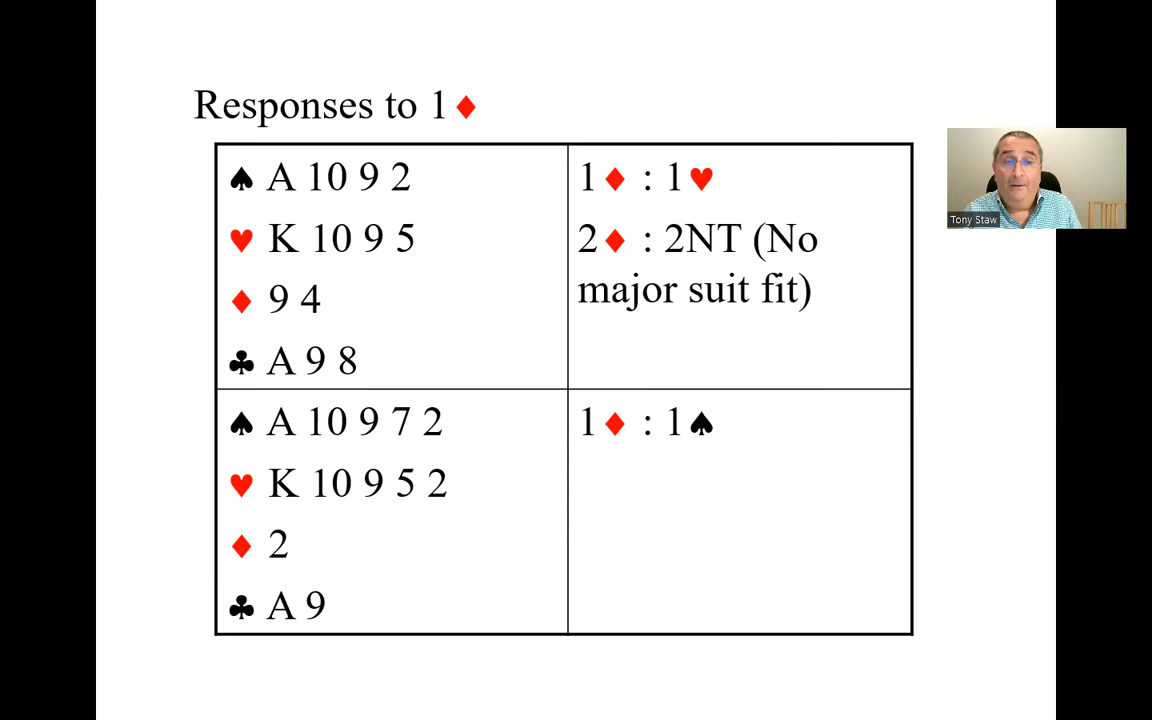 Responses to 1♦
♠ A 10 9 2
♥ K 10 9 5
♦ 9 4
♣ A 9 8
1♦ : 1♥
2♦ : 2NT (No
major suit fit)
♠ A 10 9 7 2
♥ K 10 9 5 2
♦ 2
♣ A 9
1♦ : 1♠
Tony Staw